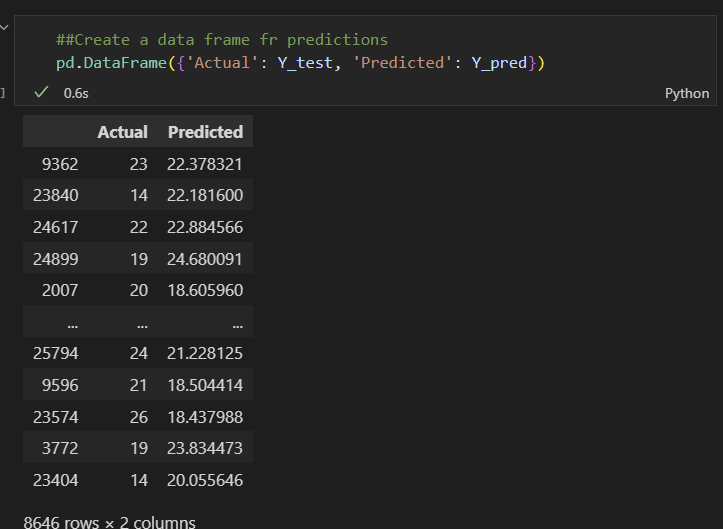 ##Create a data frame fr predictions
pd.DataFrame({'Actual': Y_test, 'Predicted': Y_pred})
] ✓ 0.6s Python
Actual Predicted
9362 23 22.378321
23840 14 22.181600
24617 22 22.884566
24899 19 24.680091
2007 20 18.605960
... ... ...
25794 24 21.228125
9596 21 18.504414
23574 26 18.437988
3772 19 23.834473
23404 14 20.055646
8646 rows × 2 columns